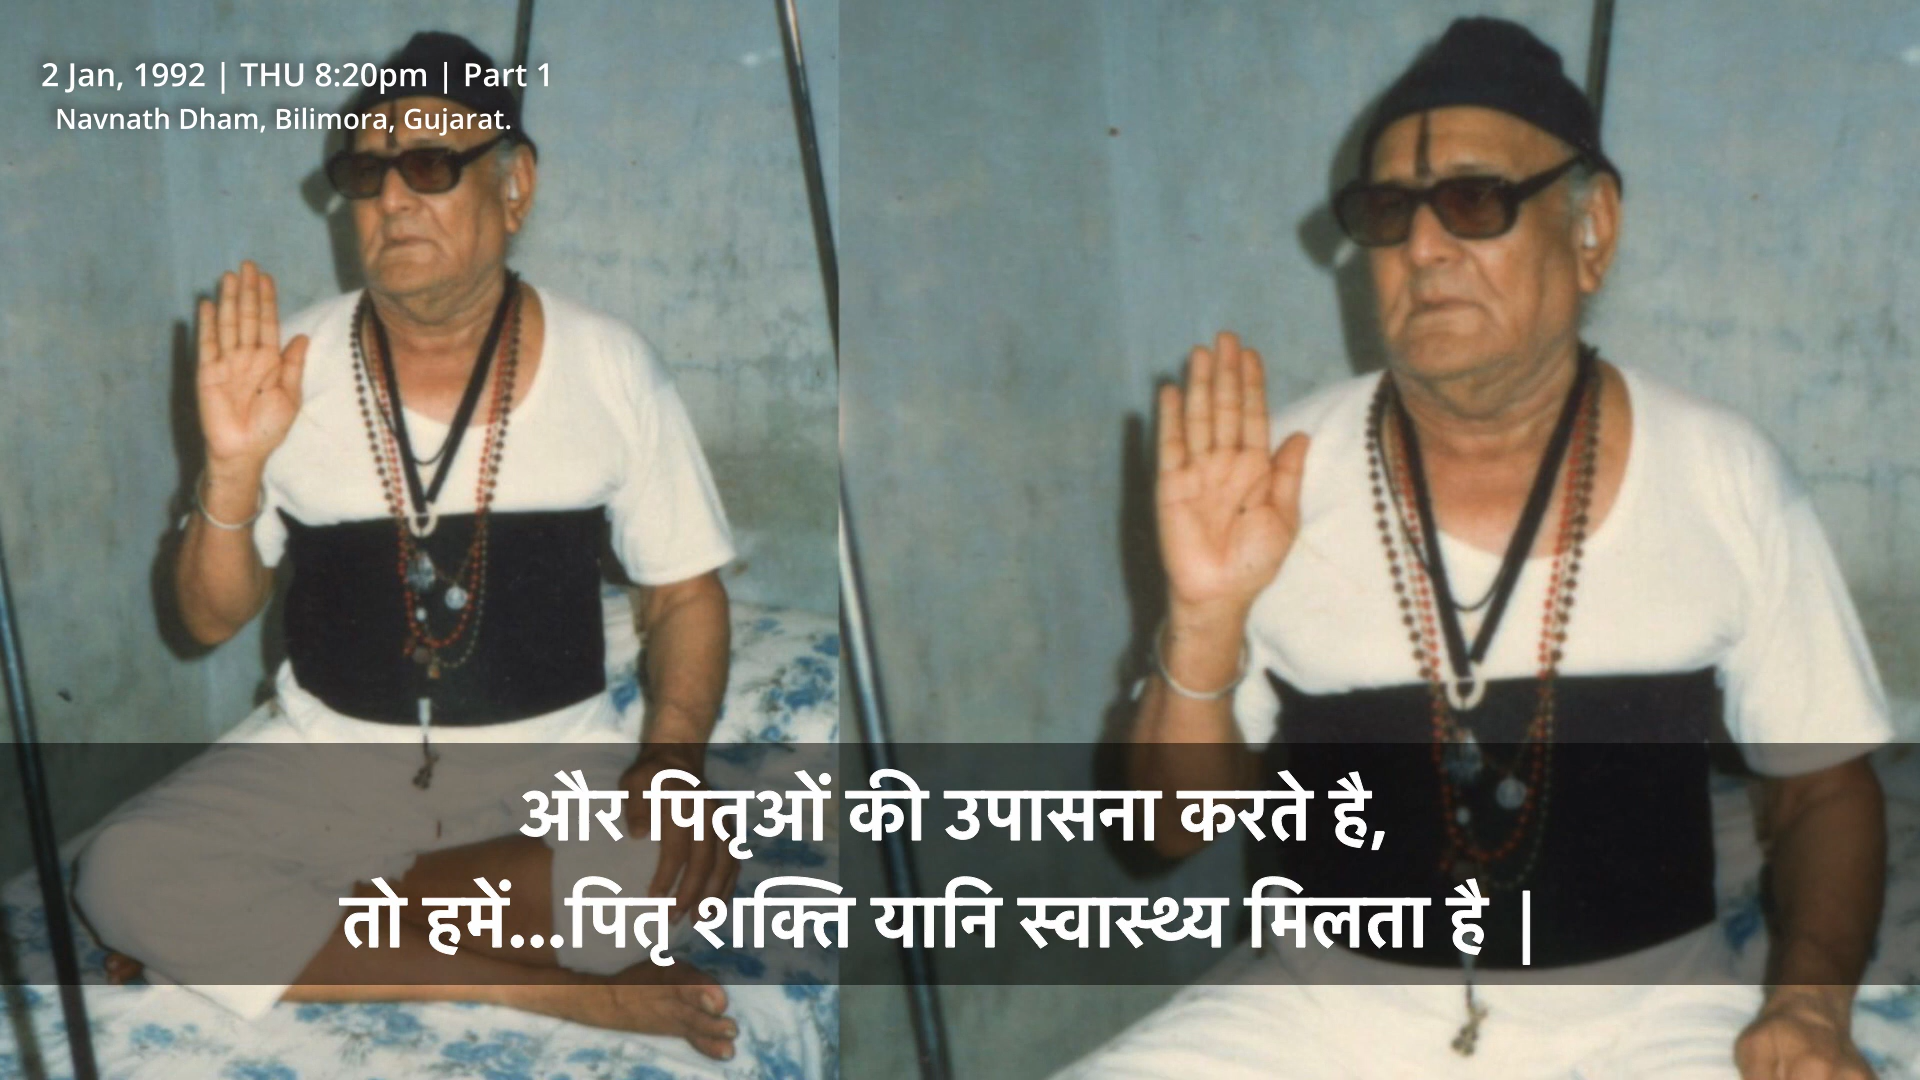 2 Jan, 1992 | THU 8:20pm | Part 1
Navnath Dham, Bilimora, Gujarat.
और पितृओं की उपासना करते है,
तो हमें...पितृ शक्ति यानि स्वास्थ्य मिलता है |